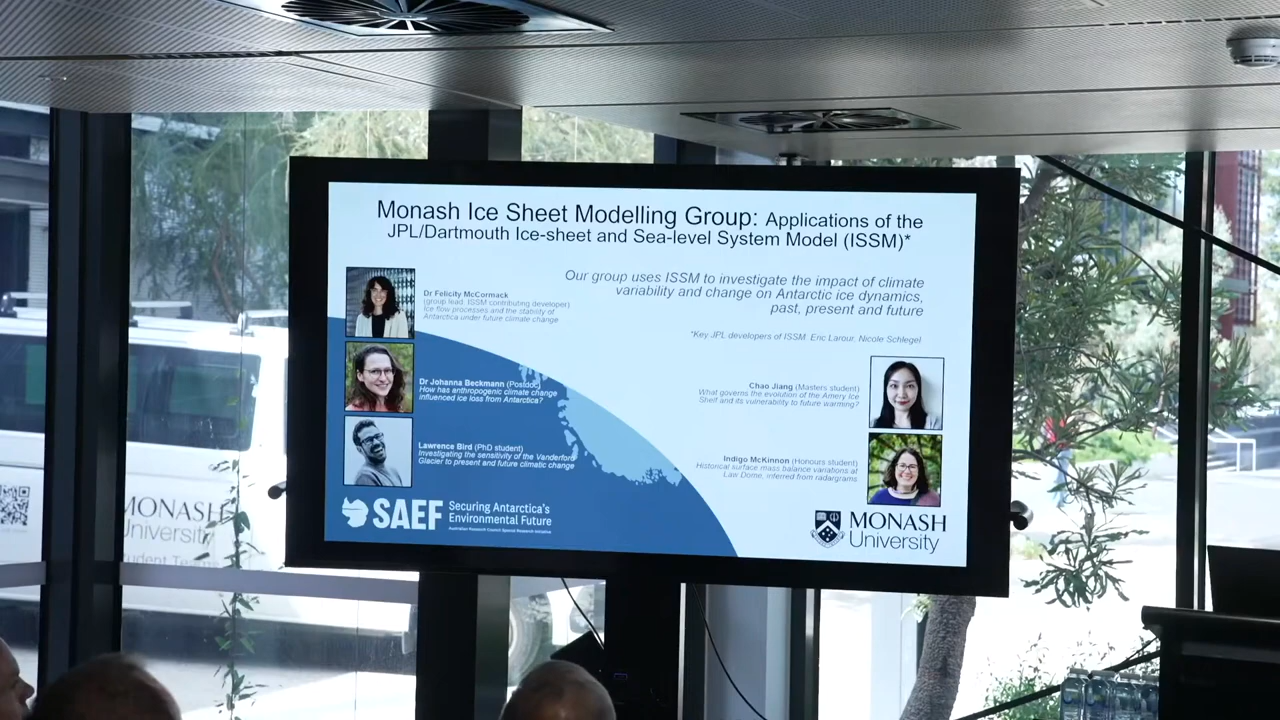 Monash Ice Sheet Modelling Group: Applications of the
JPL/Dartmouth Ice-sheet and Sea-level System Model (ISSM)*
Our group uses ISSM to investigate the impact of climate
variability and change on Antarctic ice dynamics,
past, present and future
*Key JPL developers of ISSM: Eric Larour, Nicole Schlegel
Dr Felicity McCormack
(group lead, ISSM contributing developer)
Ice flow processes and the stability of
Antarctica under future climate change
Dr Johanna Beckmann (Postdoc)
How has anthropogenic climate change
influenced ice loss from Antarctica?
Lawrence Bird (PhD student)
Investigating the sensitivity of the Vanderford
Glacier to present and future climatic change
Chao Jiang (Masters student)
What governs the evolution of the Amery Ice
Shelf and its vulnerability to future warming?
Indigo McKinnon (Honours student)
Historical surface mass balance variations at
Law Dome, inferred from radargrams
SAEF
Securing Antarctica's
Environmental Future
Australian Research Council Special Research Initiative
MONASH
University
MONASH
University